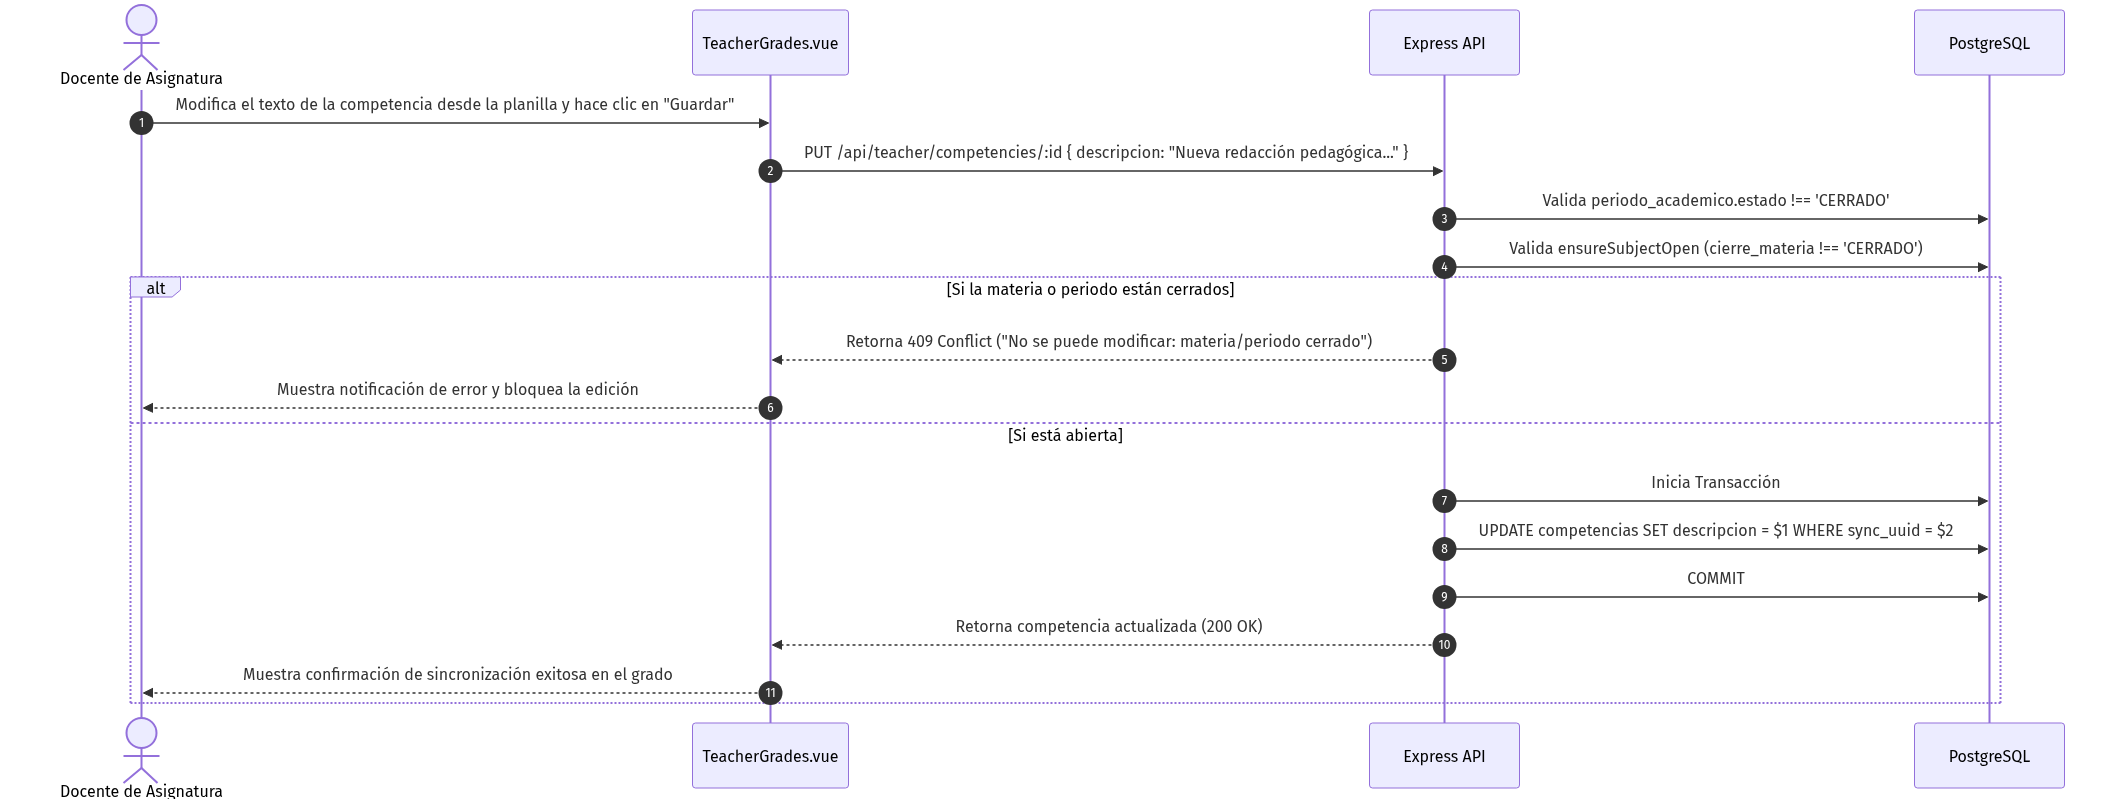 Docente de Asignatura
TeacherGrades.vue
Express API
PostgreSQL
Modifica el texto de la competencia desde la planilla y hace clic en "Guardar"
1
PUT /api/teacher/competencies/:id { descripcion: "Nueva redacción pedagógica..." }
2
Valida periodo_academico.estado !== 'CERRADO'
3
Valida ensureSubjectOpen (cierre_materia !== 'CERRADO')
4
alt
[Si la materia o periodo están cerrados]
Retorna 409 Conflict ("No se puede modificar: materia/periodo cerrado")
5
Muestra notificación de error y bloquea la edición
6
[Si está abierta]
Inicia Transacción
7
UPDATE competencias SET descripcion = $1 WHERE sync_uuid = $2
8
COMMIT
9
Retorna competencia actualizada (200 OK)
10
Muestra confirmación de sincronización exitosa en el grado
11
Docente de Asignatura
TeacherGrades.vue
Express API
PostgreSQL